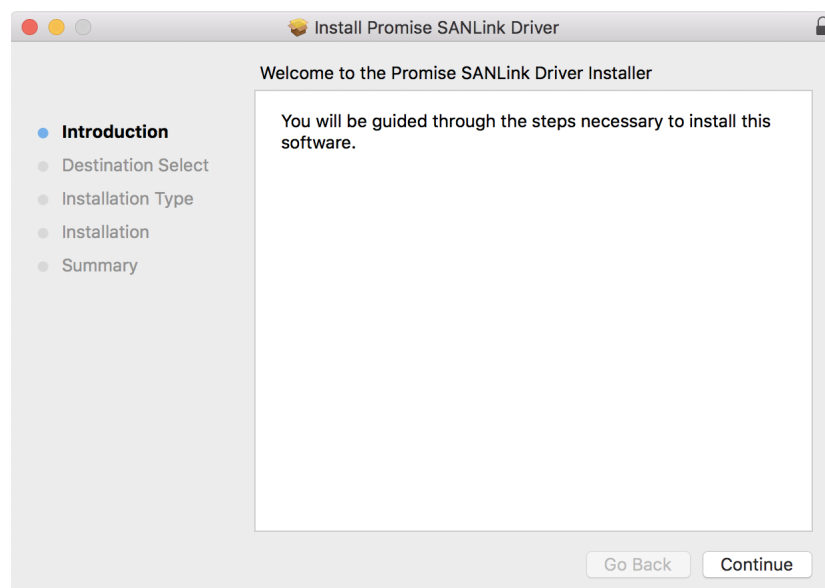 Install Promise SANLink Driver
Welcome to the Promise SANLink Driver Installer
Introduction
Destination Select
Installation Type
Installation
Summary
You will be guided through the steps necessary to install this
software.
Go Back
Continue